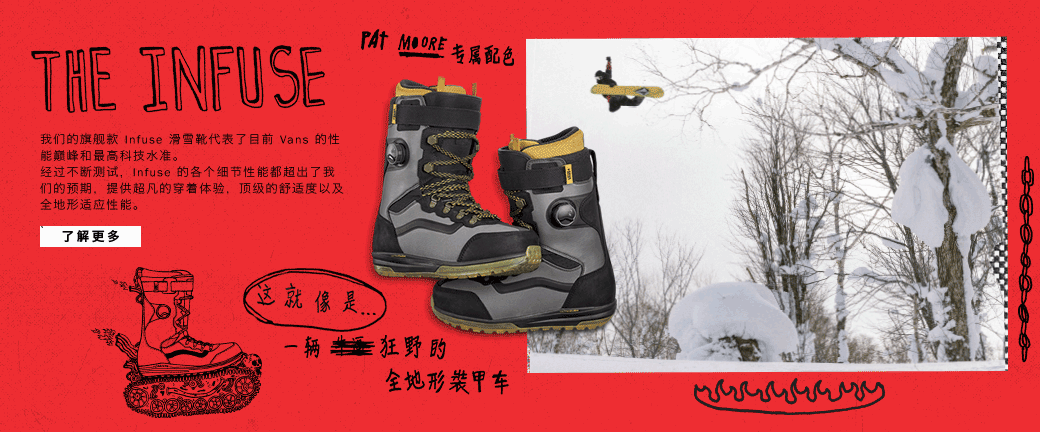 PAT MOORE 专属配色
THE INFUSE
我们的旗舰款 Infuse 滑雪靴代表了目前 Vans 的性
能巅峰和最高科技水准。
经过不断测试，Infuse 的各个细节性能都超出了我
们的预期，提供超凡的穿着体验，顶级的舒适度以及
全地形适应性能。
了解更多
这就像是...
一辆 狂野的
全地形装甲车